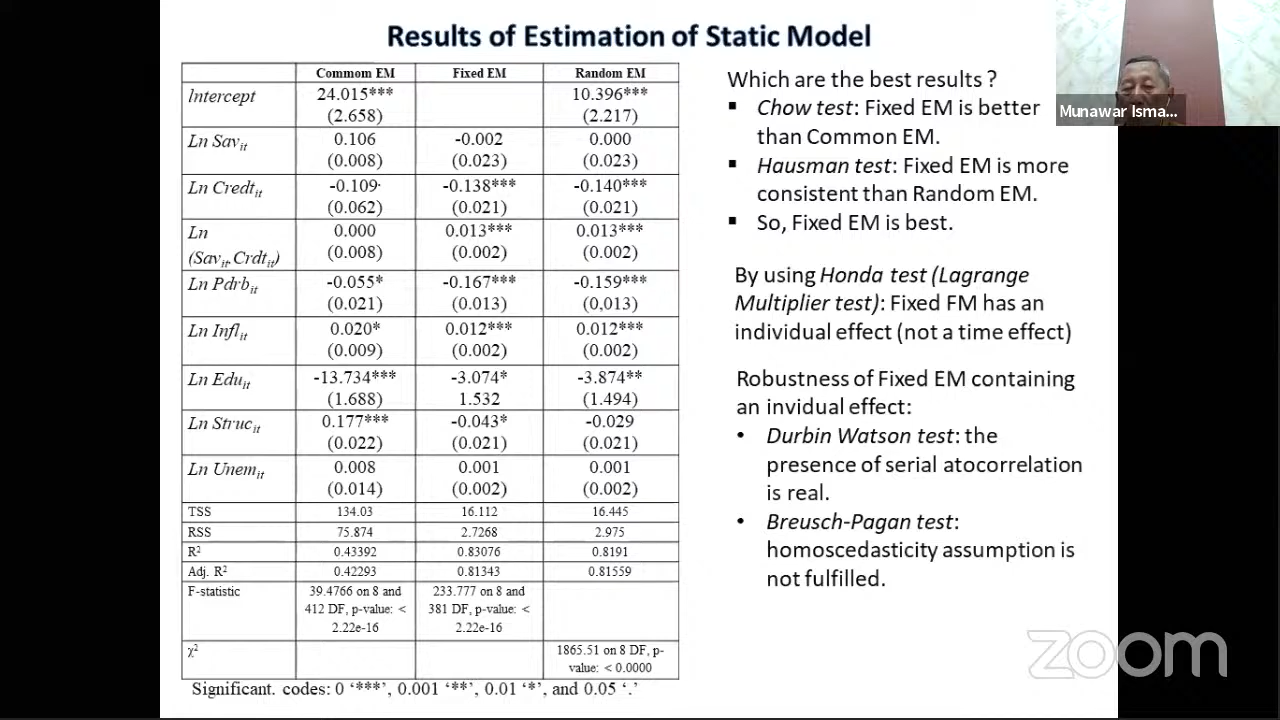 Results of Estimation of Static Model
Commom EM Fixed EM Random EM
Intercept 24.015*** 10.396***
(2.658) (2.217)
Ln Savit 0.106 -0.002 0.000
(0.008) (0.023) (0.023)
Ln Credtit -0.109· -0.138*** -0.140***
(0.062) (0.021) (0.021)
Ln 0.000 0.013*** 0.013***
(Savit.Crdtit) (0.008) (0.002) (0.002)
Ln Pdrbit -0.055* -0.167*** -0.159***
(0.021) (0.013) (0,013)
Ln Inflit 0.020* 0.012*** 0.012***
(0.009) (0.002) (0.002)
Ln Eduit -13.734*** -3.074* -3.874**
(1.688) 1.532 (1.494)
Ln Strucit 0.177*** -0.043* -0.029
(0.022) (0.021) (0.021)
Ln Unemit 0.008 0.001 0.001
(0.014) (0.002) (0.002)
TSS 134.03 16.112 16.445
RSS 75.874 2.7268 2.975
R2 0.43392 0.83076 0.8191
Adj. R2 0.42293 0.81343 0.81559
F-statistic 39.4766 on 8 and 233.777 on 8 and
412 DF, p-value: < 381 DF, p-value: <
2.22e-16 2.22e-16
χ2 1865.51 on 8 DF, p-
value: < 0.0000
Significant. codes: 0 ‘***’, 0.001 ‘**’, 0.01 ‘*’, and 0.05 ‘.’
Which are the best results ?
▪ Chow test: Fixed EM is better
than Common EM.
▪ Hausman test: Fixed EM is more
consistent than Random EM.
▪ So, Fixed EM is best.
By using Honda test (Lagrange
Multiplier test): Fixed FM has an
individual effect (not a time effect)
Robustness of Fixed EM containing
an invidual effect:
• Durbin Watson test: the
presence of serial atocorrelation
is real.
• Breusch-Pagan test:
homoscedasticity assumption is
not fulfilled.
Munawar Isma...
zoom